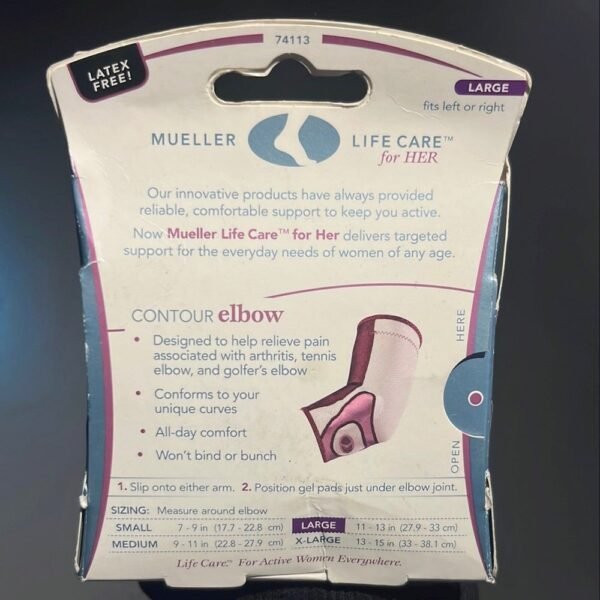 74113
LATEX
FREE!
LARGE
fits left or right
MUELLER LIFE CARE™
for HER
Our innovative products have always provided
reliable, comfortable support to keep you active.
Now Mueller Life Care™ for Her delivers targeted
support for the everyday needs of women of any age.
CONTOUR elbow
• Designed to help relieve pain
associated with arthritis, tennis
elbow, and golfer's elbow
• Conforms to your
unique curves
• All-day comfort
• Won't bind or bunch
OPEN HERE
1. Slip onto either arm. 2. Position gel pads just under elbow joint.
SIZING: Measure around elbow
SMALL 7 - 9 in (17.7 - 22.8 cm) LARGE 11 - 13 in (27.9 - 33 cm)
MEDIUM 9 - 11 in (22.8 - 27.9 cm) X-LARGE 13 - 15 in (33 - 38.1 cm)
Life Care™ For Active Women Everywhere.